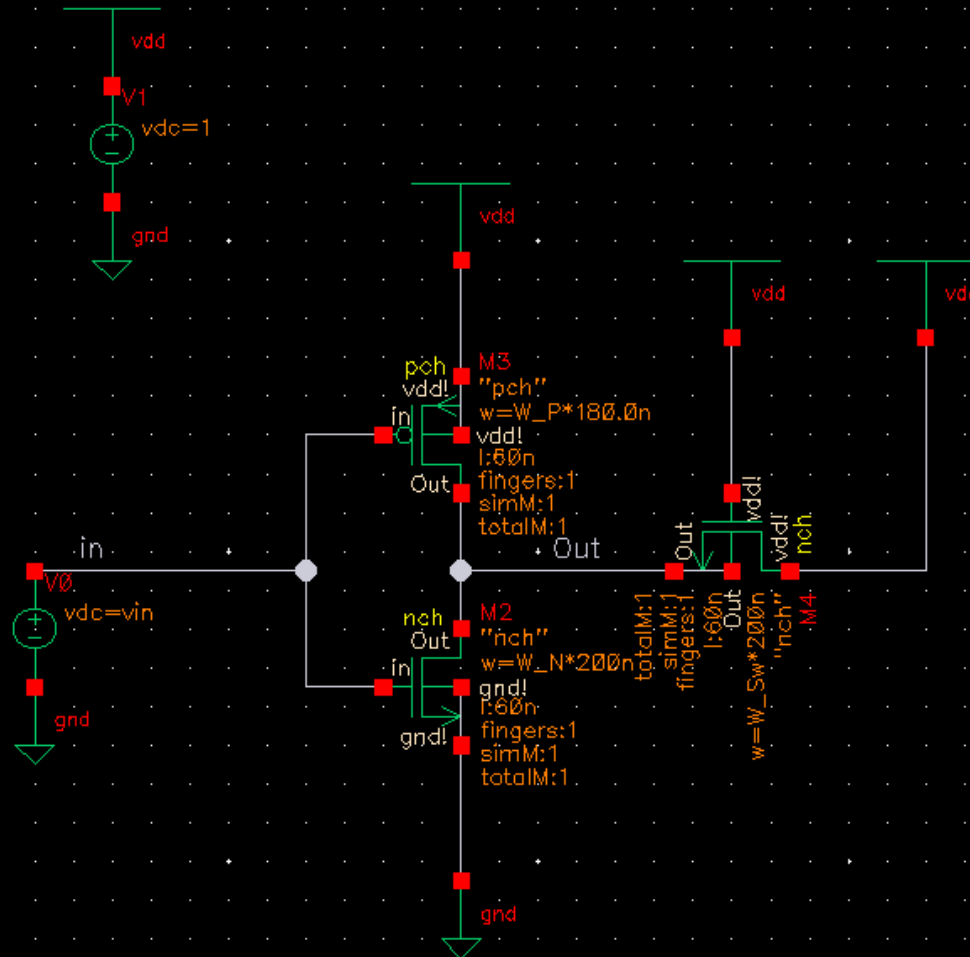 vdd
V1
vdc=1
gnd
vdd
pch
M3
vdd!
"pch"
w=W_P*180.0n
in
vdd!
l:60n
Out
fingers:1
simM:1
totalM:1
in
V0
vdc=vin
gnd
Out
nch
M2
Out
"nch"
w=W_N*200n
in
gnd!
l:60n
gnd!
fingers:1
simM:1
totalM:1
gnd
vdd
vd
Out
vdd!
vdd!
nch
totalM:1
simM:1
fingers:1
l:60n
Out
w=W_Sw*200n
"nch"
M4